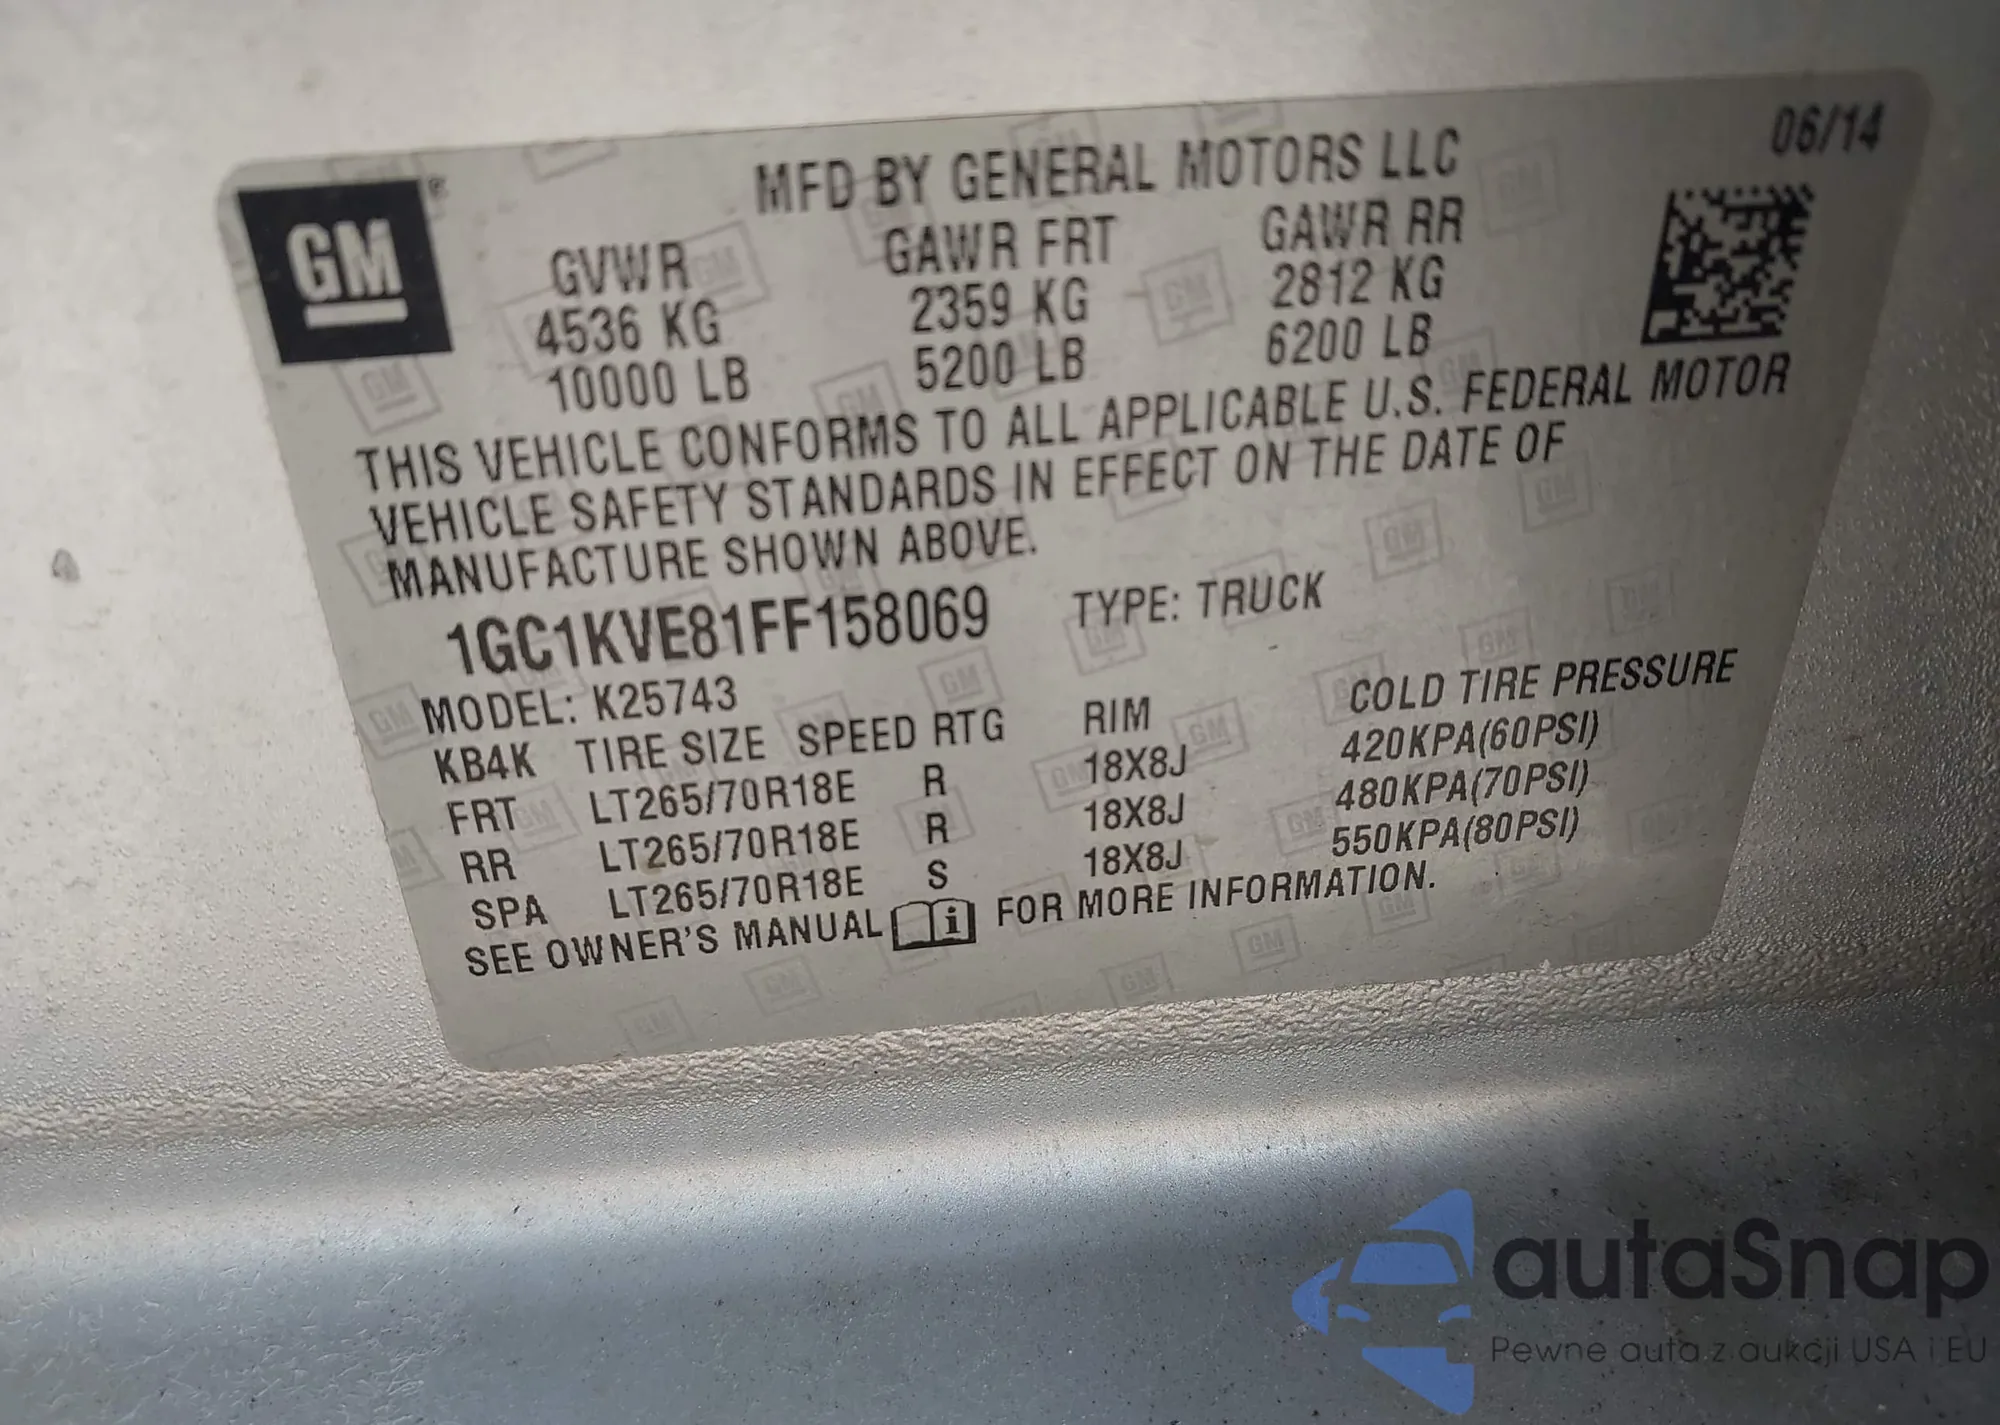 MFD BY GENERAL MOTORS LLC 06/14
GM®
GVWR GAWR FRT GAWR RR
4536 KG 2359 KG 2812 KG
10000 LB 5200 LB 6200 LB
THIS VEHICLE CONFORMS TO ALL APPLICABLE U.S. FEDERAL MOTOR
VEHICLE SAFETY STANDARDS IN EFFECT ON THE DATE OF
MANUFACTURE SHOWN ABOVE.
1GC1KVE81FF158069 TYPE: TRUCK
MODEL: K25743
KB4K TIRE SIZE SPEED RTG RIM COLD TIRE PRESSURE
FRT LT265/70R18E R 18X8J 420KPA(60PSI)
RR LT265/70R18E R 18X8J 480KPA(70PSI)
SPA LT265/70R18E S 18X8J 550KPA(80PSI)
SEE OWNER'S MANUAL i FOR MORE INFORMATION.
autaSnap
Pewne auta z aukcji USA i EU